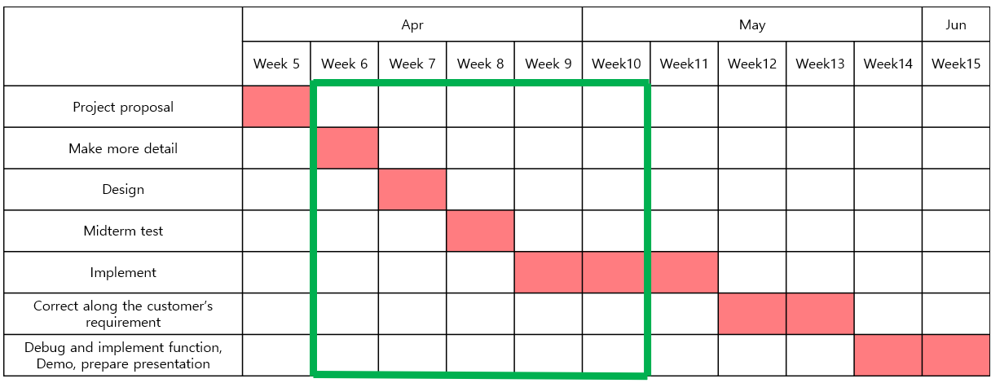 Apr May Jun
Week 5 Week 6 Week 7 Week 8 Week 9 Week10 Week11 Week12 Week13 Week14 Week15
Project proposal
Make more detail
Design
Midterm test
Implement
Correct along the customer’s
requirement
Debug and implement function,
Demo, prepare presentation